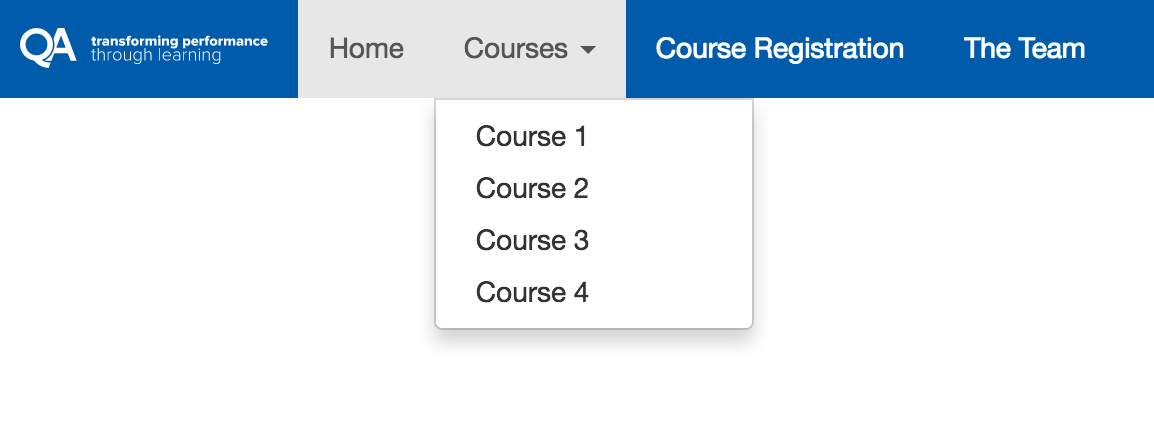 QA transforming performance
through learning
Home Courses Course Registration The Team
Course 1
Course 2
Course 3
Course 4